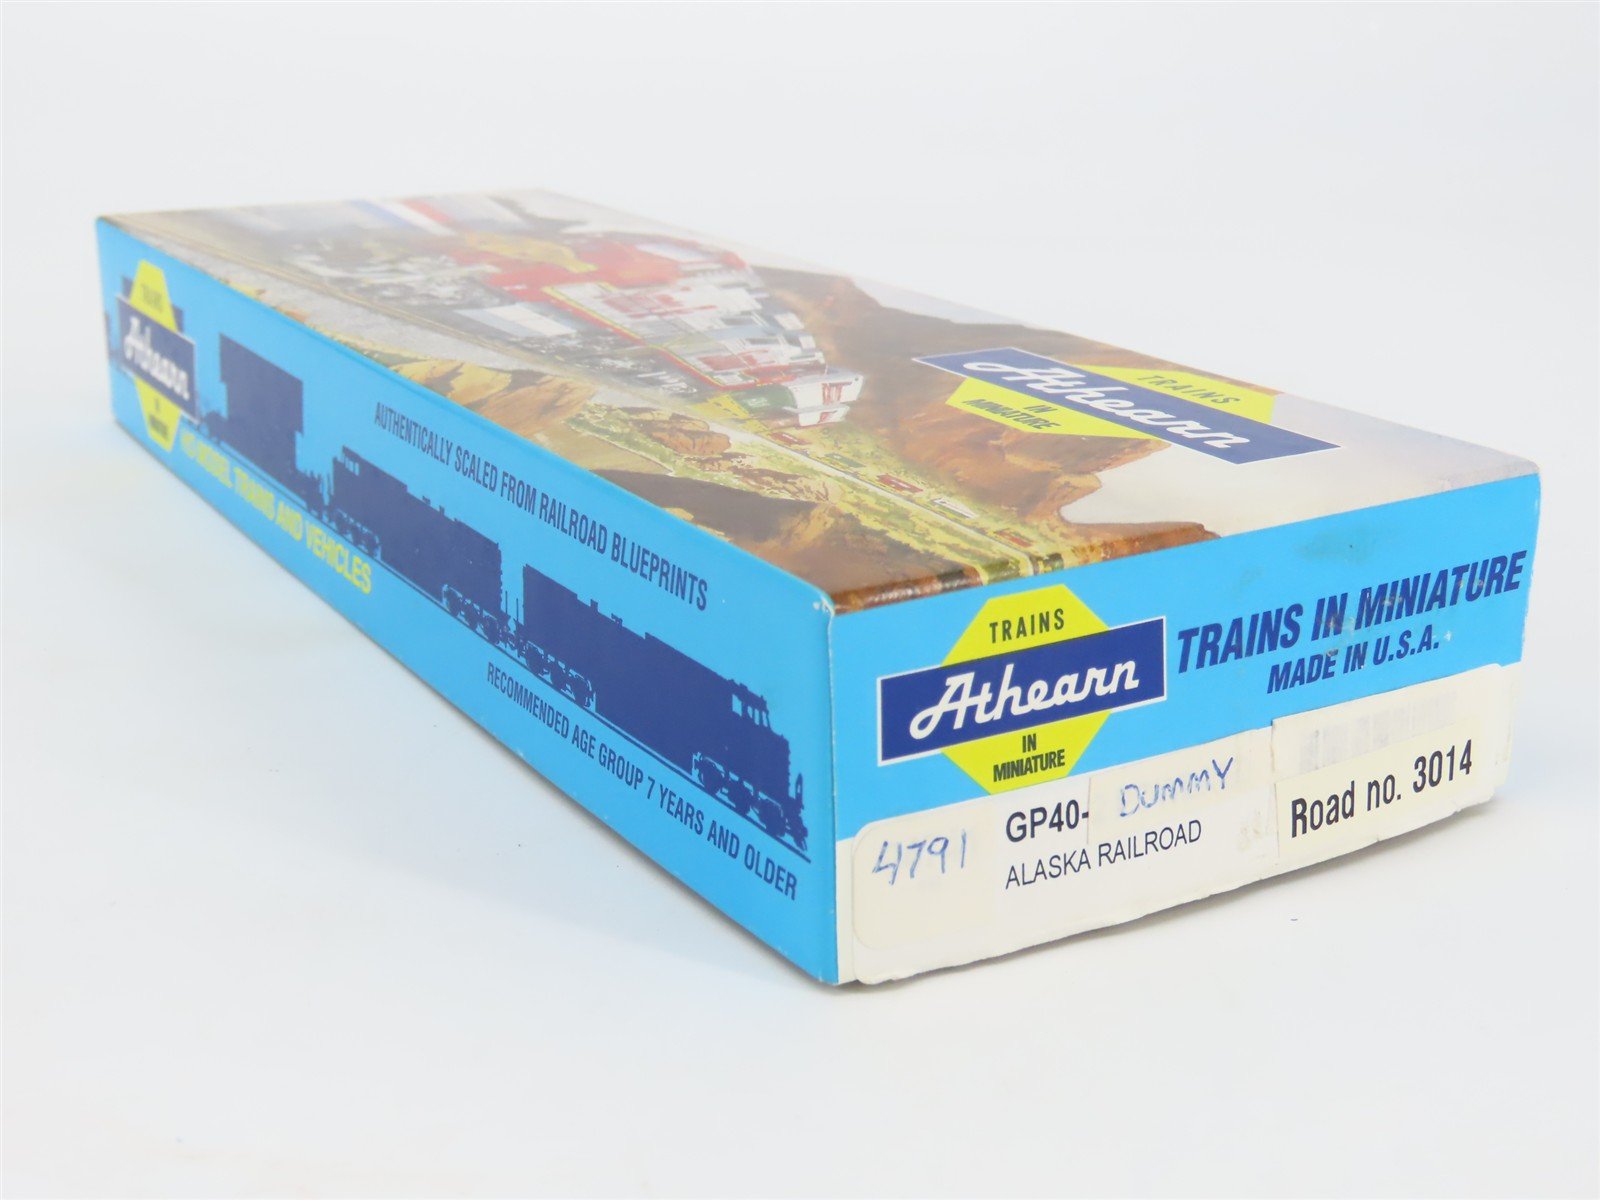 TRAINS
Athearn
IN
MINIATURE
TRAINS
Athearn
IN
MINIATURE
AUTHENTICALLY SCALED FROM RAILROAD BLUEPRINTS
HO MODEL TRAINS AND VEHICLES
RECOMMENDED AGE GROUP 7 YEARS AND OLDER
TRAINS
Athearn
IN
MINIATURE
TRAINS IN MINIATURE
MADE IN U.S.A.
4791
GP40- DUMMY
ALASKA RAILROAD
Road no. 3014